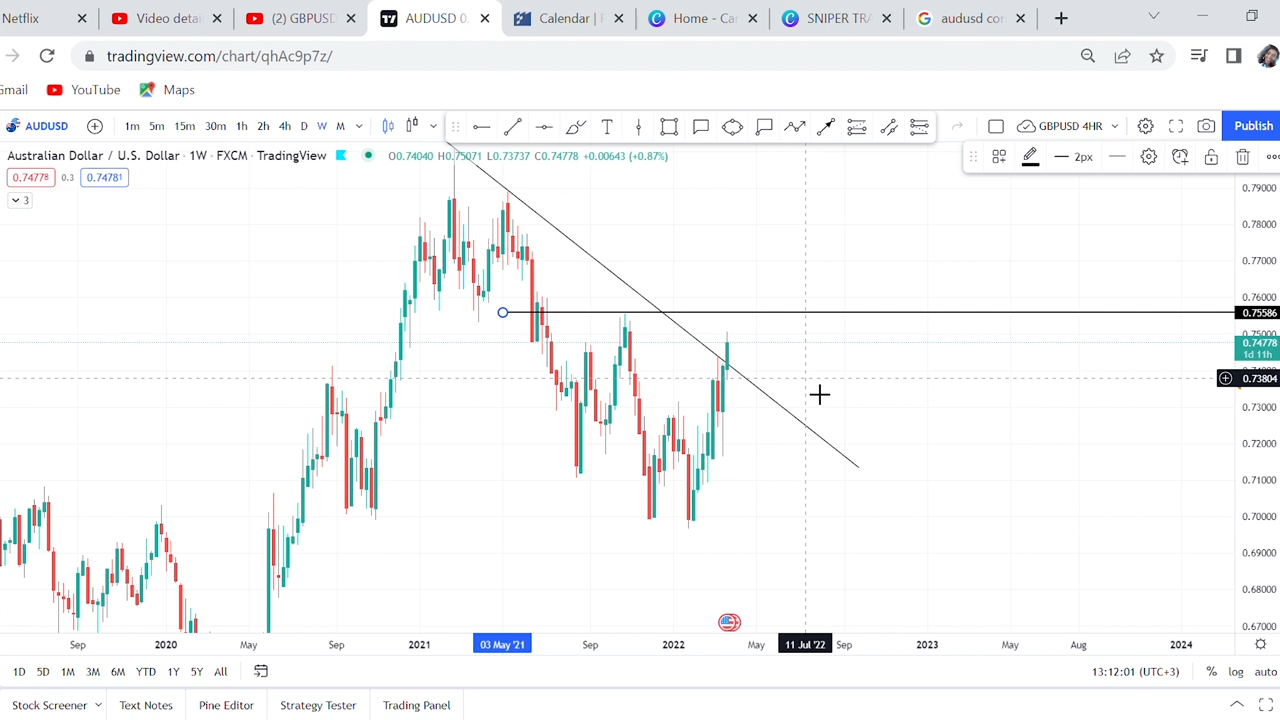 Netflix
Video detai
(2) GBPUSD
AUDUSD 0.
Calendar | F
Home - Can
SNIPER TRA
audusd cor
tradingview.com/chart/qhAc9p7z/
Gmail
YouTube
Maps
AUDUSD
1m 5m 15m 30m 1h 2h 4h D W M
GBPUSD 4HR
Publish
Australian Dollar / U.S. Dollar · 1W · FXCM · TradingView
O0.74040 H0.75071 L0.73737 C0.74778 +0.00643 (+0.87%)
2px
0.74778 0.3 0.74781
3
0.79000
0.78000
0.77000
0.76000
0.75586
0.75000
0.74778
1d 11h
0.73804
0.73000
0.72000
0.71000
0.70000
0.69000
0.68000
0.67000
Sep 2020 May Sep 2021 03 May '21 Sep 2022 May 11 Jul '22 Sep 2023 May Aug 2024
1D 5D 1M 3M 6M YTD 1Y 5Y All
13:12:01 (UTC+3) % log auto
Stock Screener Text Notes Pine Editor Strategy Tester Trading Panel